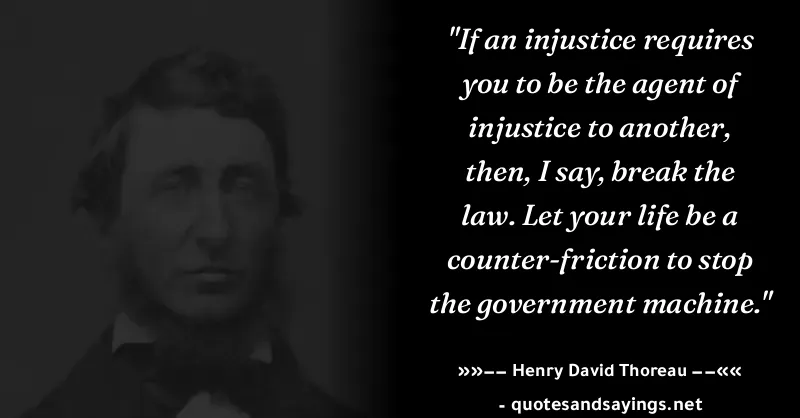 "If an injustice requires
you to be the agent of
injustice to another,
then, I say, break the
law. Let your life be a
counter-friction to stop
the government machine."
»»–– Henry David Thoreau ––««
- quotesandsayings.net